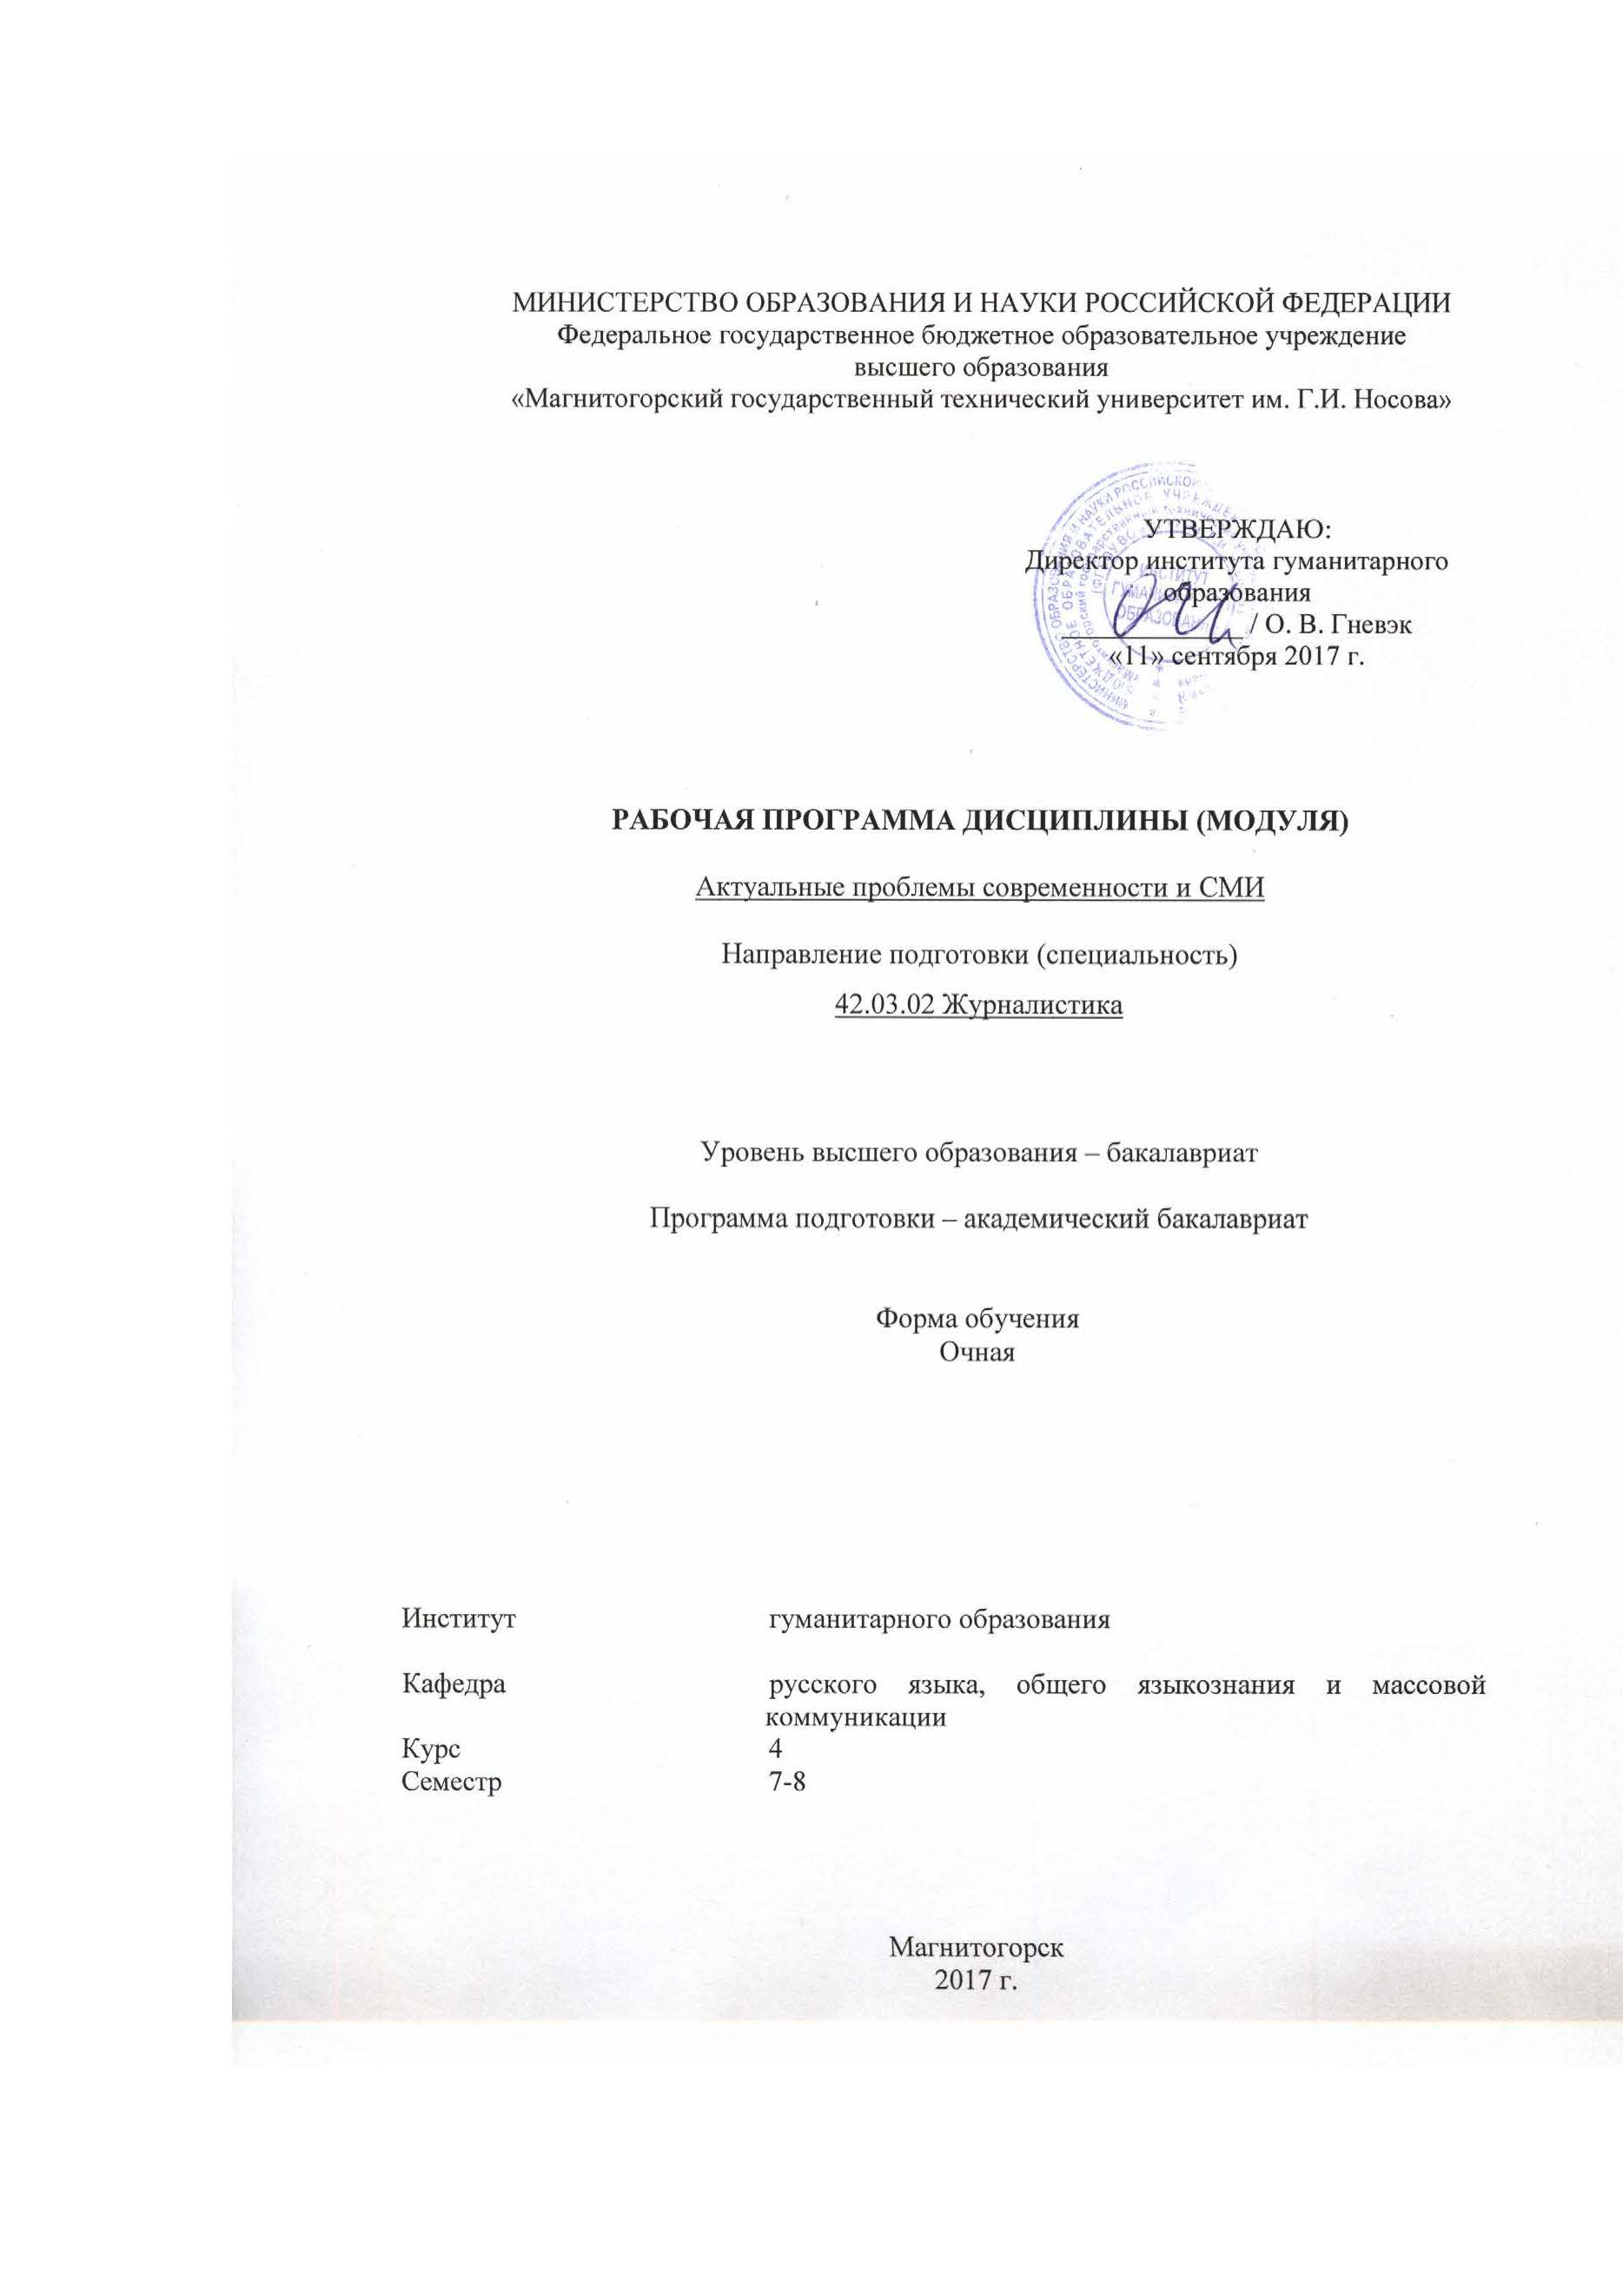 МИНИСТЕРСТВО ОБРАЗОВАНИЯ И НАУКИ РОССИЙСКОЙ ФЕДЕРАЦИИ
Федеральное государственное бюджетное образовательное учреждение
высшего образования
«Магнитогорский государственный технический университет им. Г.И. Носова»
УТВЕРЖДАЮ:
Директор института гуманитарного
образования
/ О. В. Гневэк
«11» сентября 2017 г.
ИНСТИТУТ
РАБОЧАЯ ПРОГРАММА ДИСЦИПЛИНЫ (МОДУЛЯ)
Актуальные проблемы современности и СМИ
Направление подготовки (специальность)
42.03.02 Журналистика
Уровень высшего образования – бакалавриат
Программа подготовки – академический бакалавриат
Форма обучения
Очная
Институт гуманитарного образования
Кафедра русского языка, общего языкознания и массовой
коммуникации
Курс 4
Семестр 7-8
Магнитогорск
2017 г.